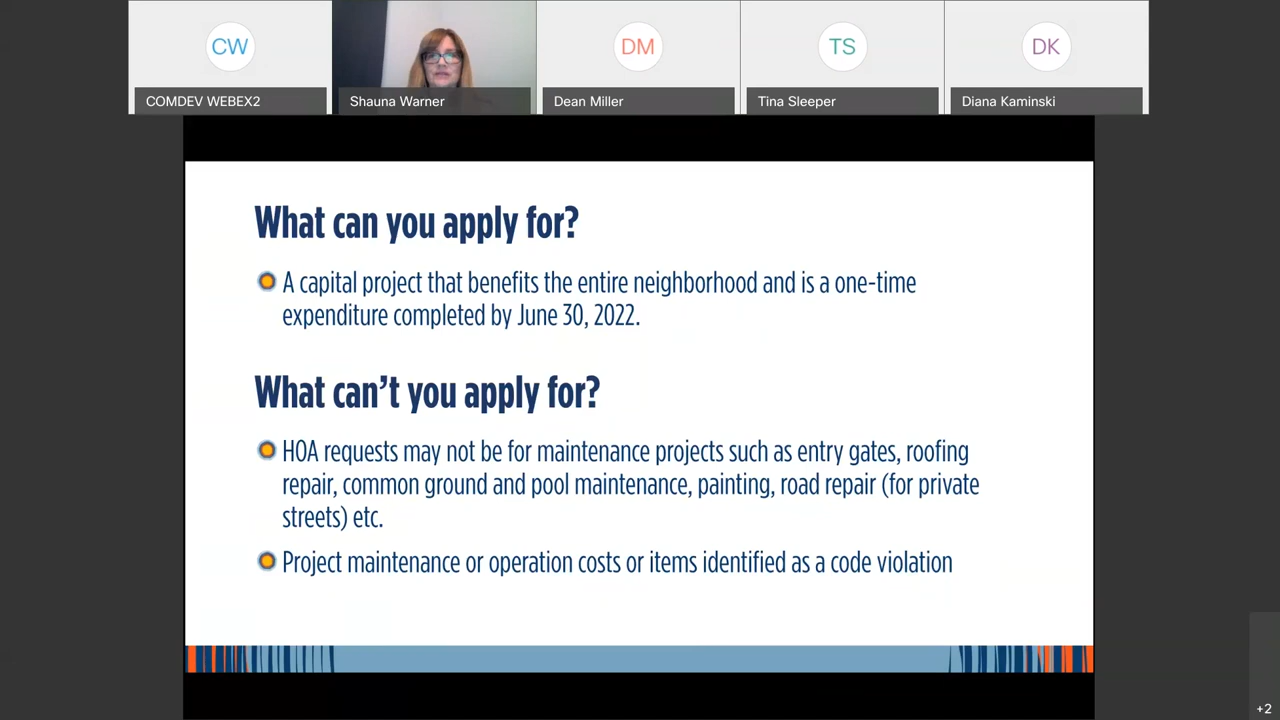 CW
DM
TS
DK
COMDEV WEBEX2
Shauna Warner
Dean Miller
Tina Sleeper
Diana Kaminski
What can you apply for?
A capital project that benefits the entire neighborhood and is a one-time
expenditure completed by June 30, 2022.
What can’t you apply for?
HOA requests may not be for maintenance projects such as entry gates, roofing
repair, common ground and pool maintenance, painting, road repair (for private
streets) etc.
Project maintenance or operation costs or items identified as a code violation
+2